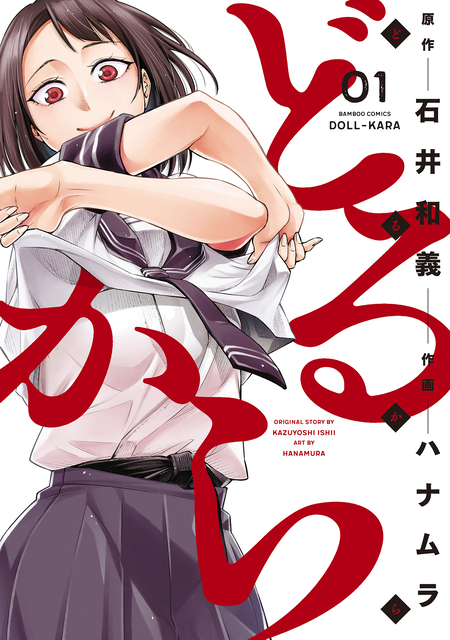 どるから
01
BAMBOO COMICS
DOLL-KARA
原作 石井和義 作画 ハナムラ
どるから
ORIGINAL STORY BY
KAZUYOSHI ISHII
ART BY
HANAMURA